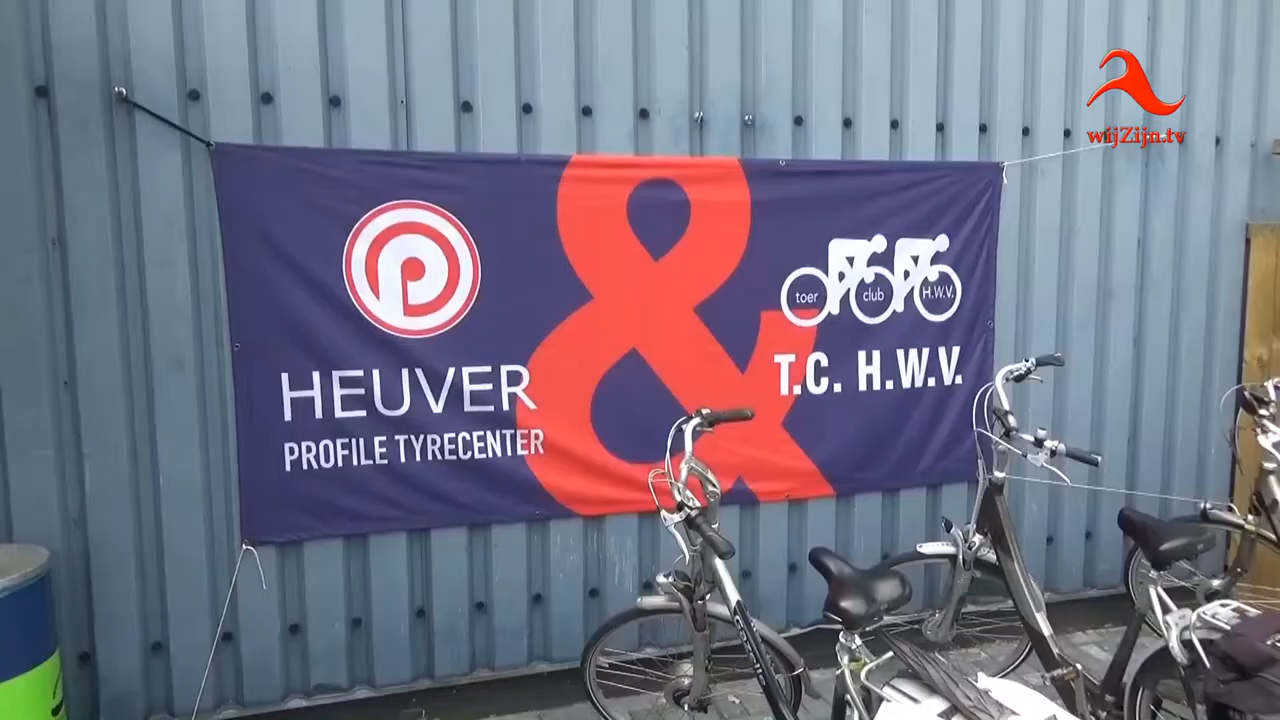 wijZijn.tv
P
&
toer club H.W.V.
HEUVER
PROFILE TYRECENTER
T.C. H.W.V.